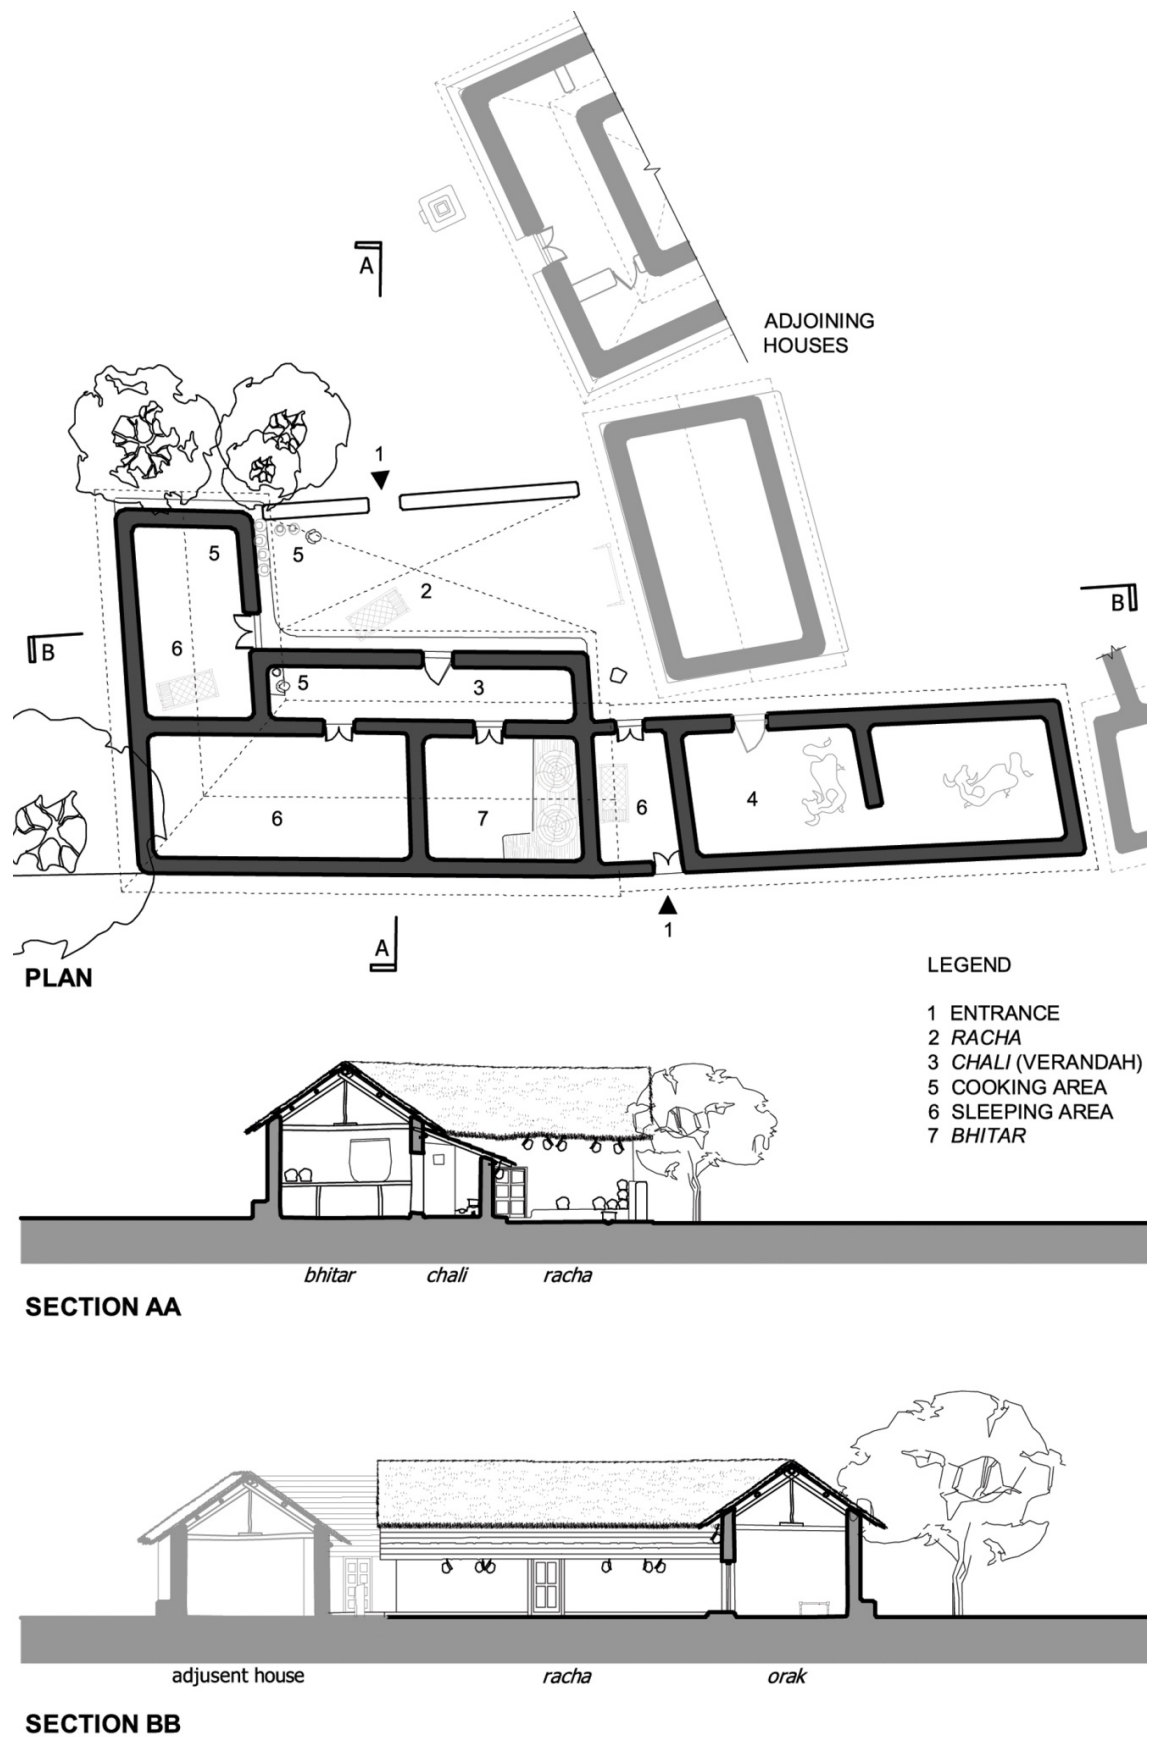 A
ADJOINING
HOUSES
1
5
5
2
B
B
6
5
3
6
7
6
4
1
A
PLAN
LEGEND
1 ENTRANCE
2 RACHA
3 CHALI (VERANDAH)
5 COOKING AREA
6 SLEEPING AREA
7 BHITAR
bhitar chali racha
SECTION AA
adjusent house racha orak
SECTION BB